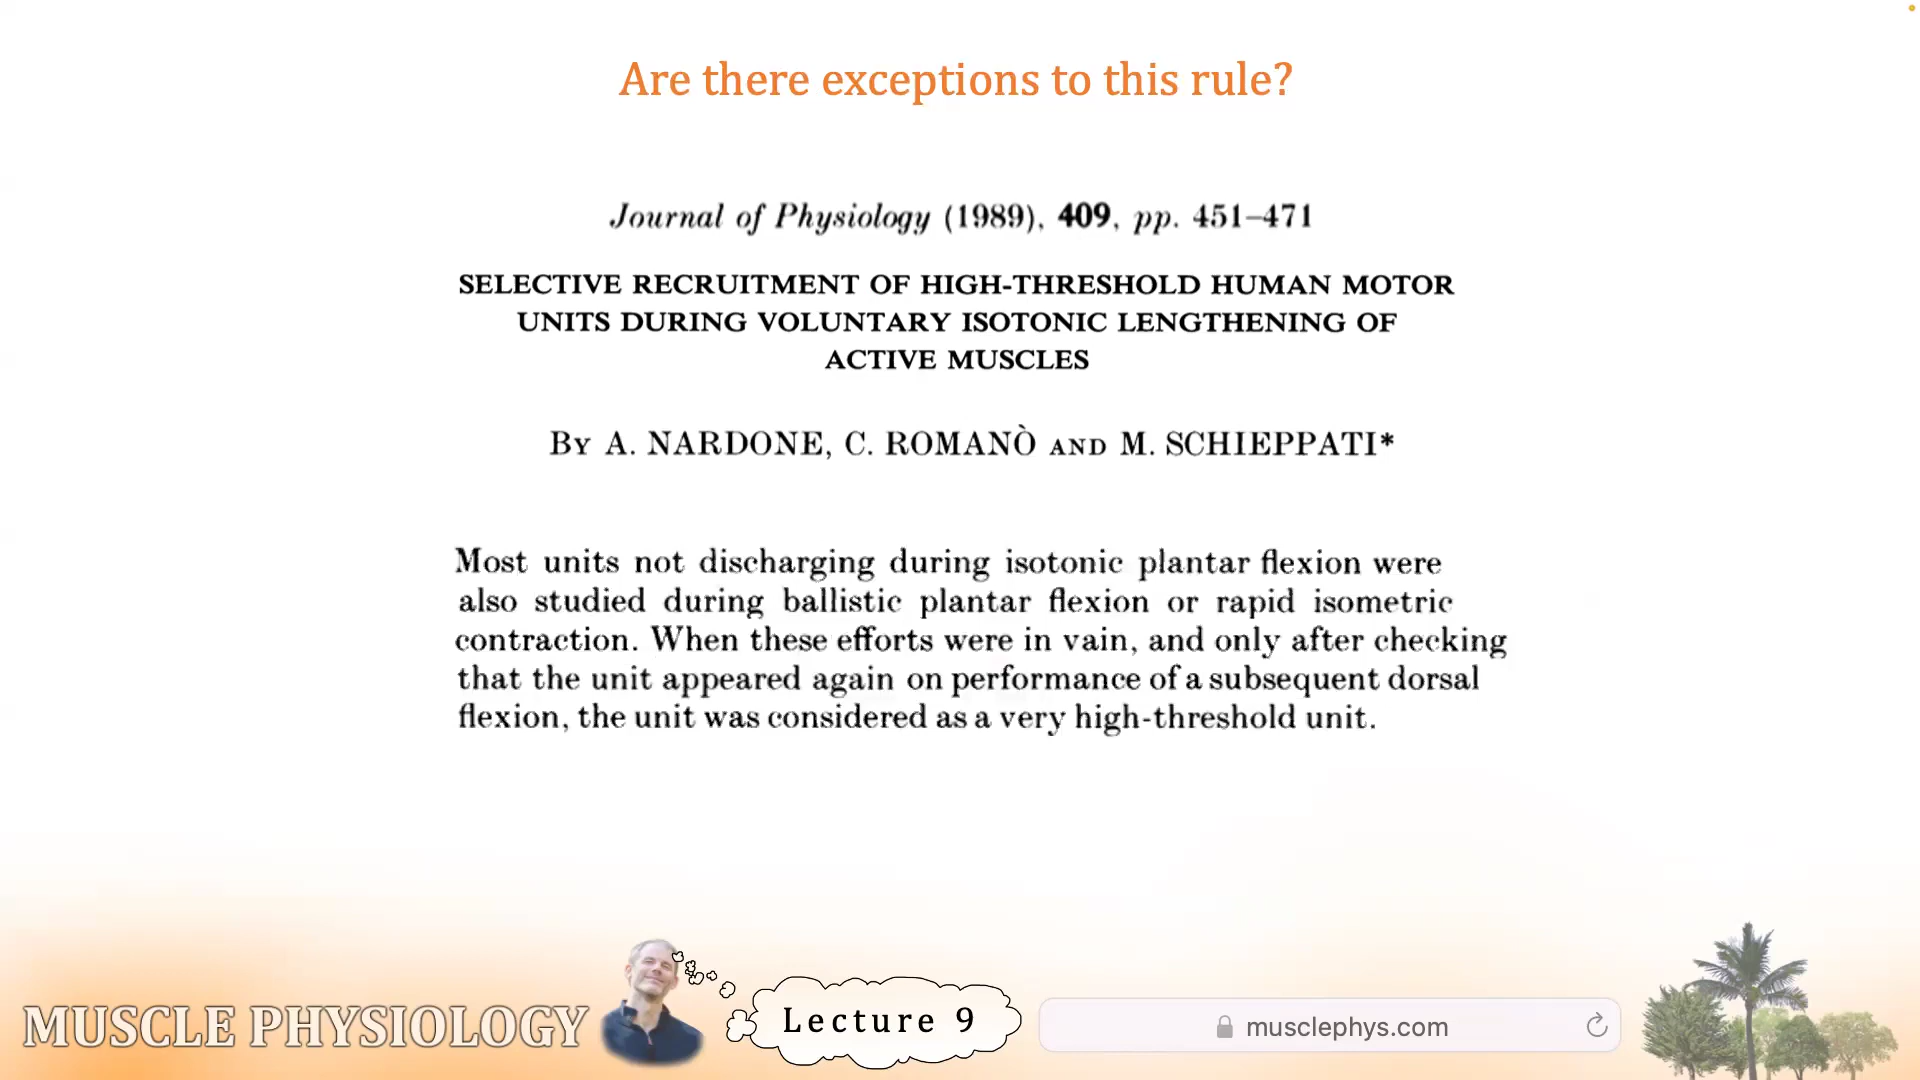 Are there exceptions to this rule?
Journal of Physiology (1989), 409, pp. 451–471
SELECTIVE RECRUITMENT OF HIGH-THRESHOLD HUMAN MOTOR
UNITS DURING VOLUNTARY ISOTONIC LENGTHENING OF
ACTIVE MUSCLES
By A. NARDONE, C. ROMANÒ AND M. SCHIEPPATI*
Most units not discharging during isotonic plantar flexion were
also studied during ballistic plantar flexion or rapid isometric
contraction. When these efforts were in vain, and only after checking
that the unit appeared again on performance of a subsequent dorsal
flexion, the unit was considered as a very high-threshold unit.
MUSCLE PHYSIOLOGY
Lecture 9
musclephys.com